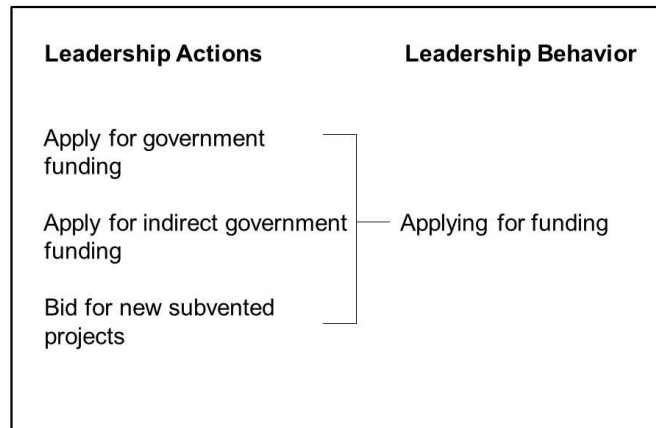 Leadership Actions
Leadership Behavior
Apply for government
funding
Apply for indirect government
funding
Applying for funding
Bid for new subvented
projects